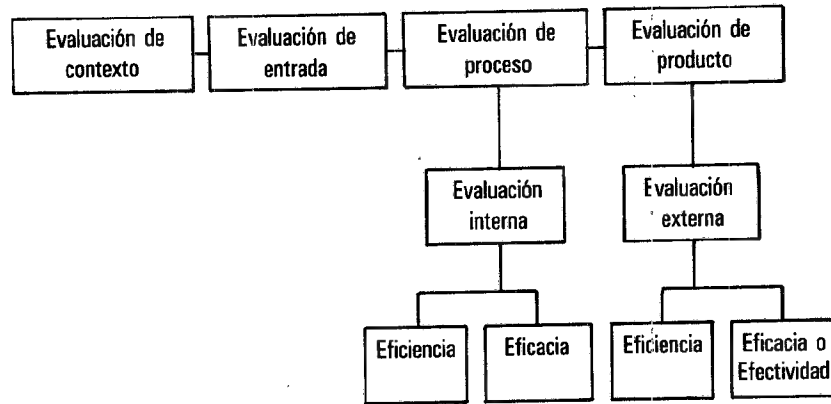 Evaluación de
contexto
Evaluación de
entrada
Evaluación de
proceso
Evaluación de
producto
Evaluación
interna
Evaluación
externa
Eficiencia
Eficacia
Eficiencia
Eficacia o
Efectividad